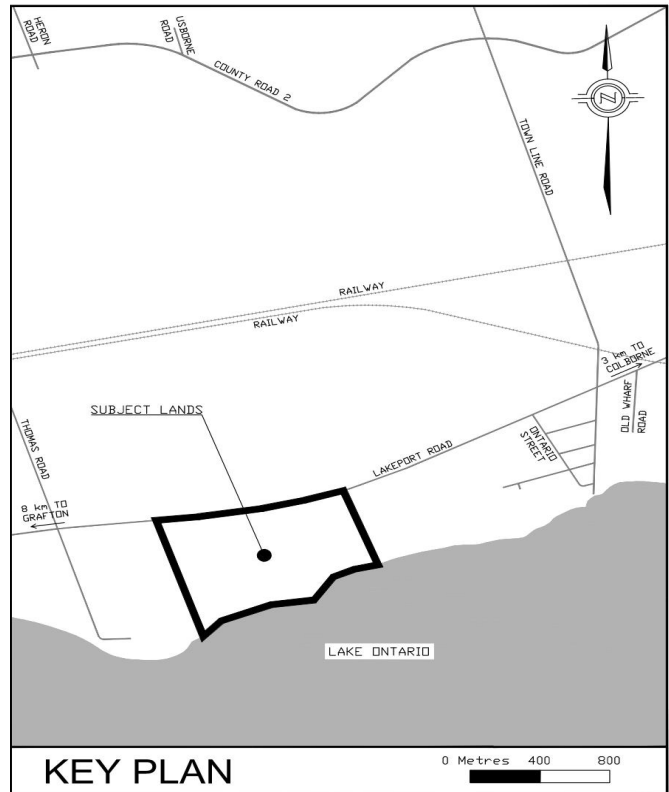 HERON
ROAD
USBORNE
ROAD
COUNTY ROAD 2
N
TOWN LINE ROAD
RAILWAY
RAILWAY
3 km TO
COLBORNE
OLD WHARF
ROAD
SUBJECT LANDS
THOMAS ROAD
LAKEPORT ROAD
ONTARIO
STREET
8 km TO
GRAFTON
LAKE ONTARIO
KEY PLAN
0 Metres 400 800